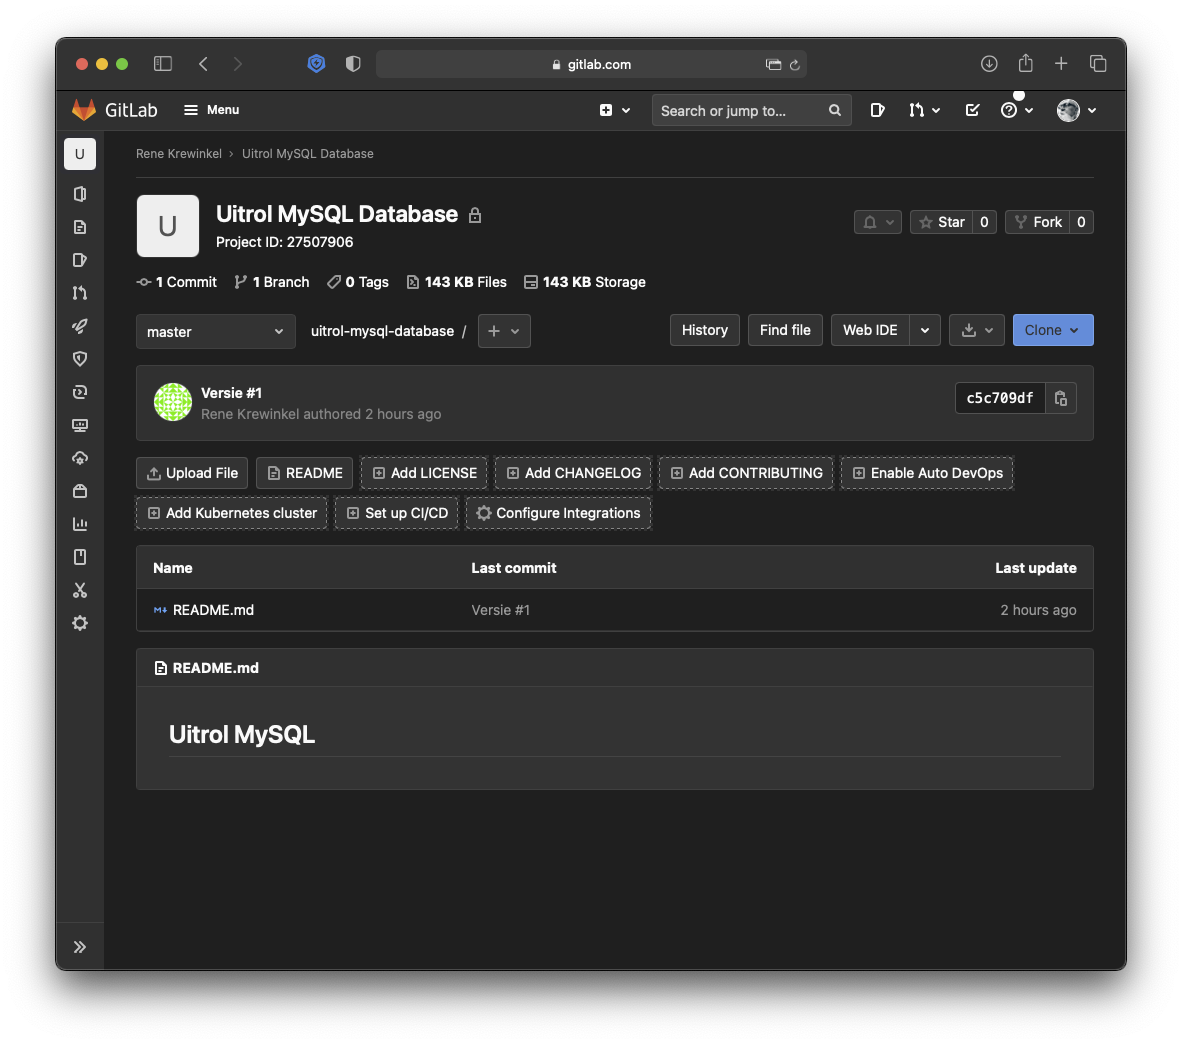 gitlab.com
GitLab Menu Search or jump to...
U
Rene Krewinkel › Uitrol MySQL Database
U
Uitrol MySQL Database
Project ID: 27507906
Star 0 Fork 0
1 Commit 1 Branch 0 Tags 143 KB Files 143 KB Storage
master uitrol-mysql-database / History Find file Web IDE Clone
Versie #1
Rene Krewinkel authored 2 hours ago
c5c709df
Upload File README Add LICENSE Add CHANGELOG Add CONTRIBUTING Enable Auto DevOps
Add Kubernetes cluster Set up CI/CD Configure Integrations
Name Last commit Last update
README.md Versie #1 2 hours ago
README.md
Uitrol MySQL